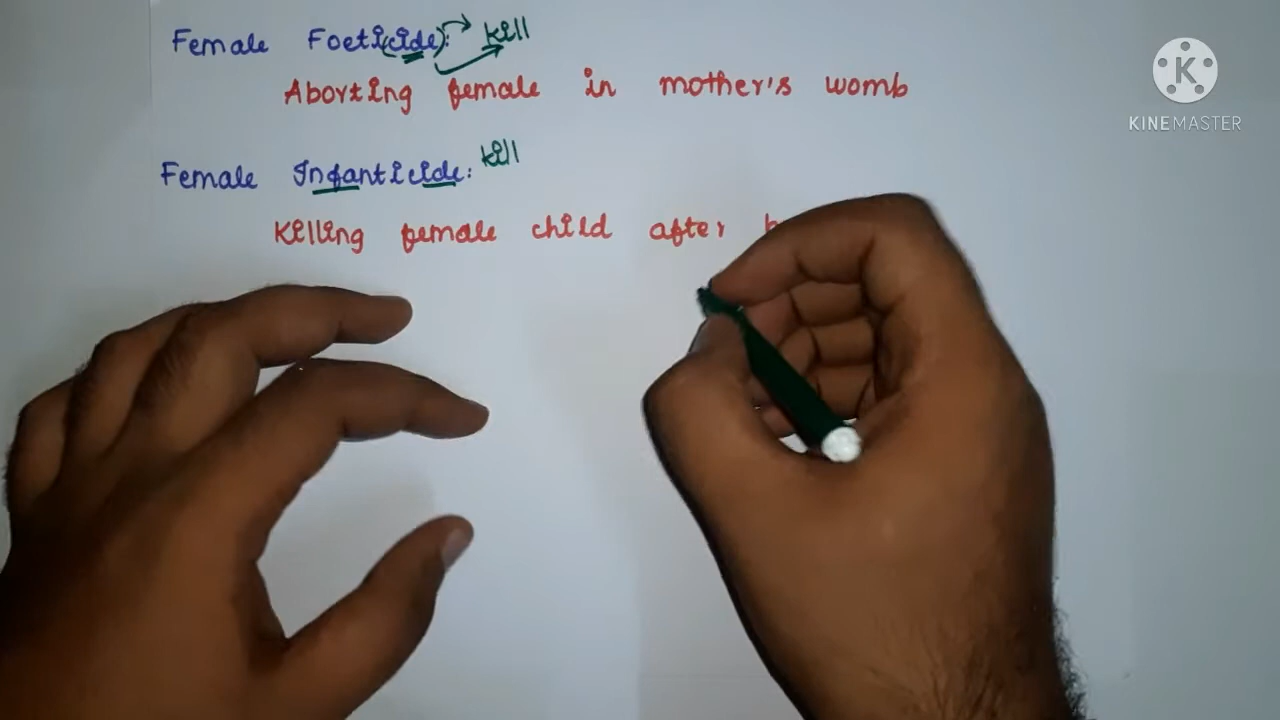 Female Foeticide): kill
Aborting female in mother's womb
Female Infanticide: kill
Killing female child after
K
KINEMASTER